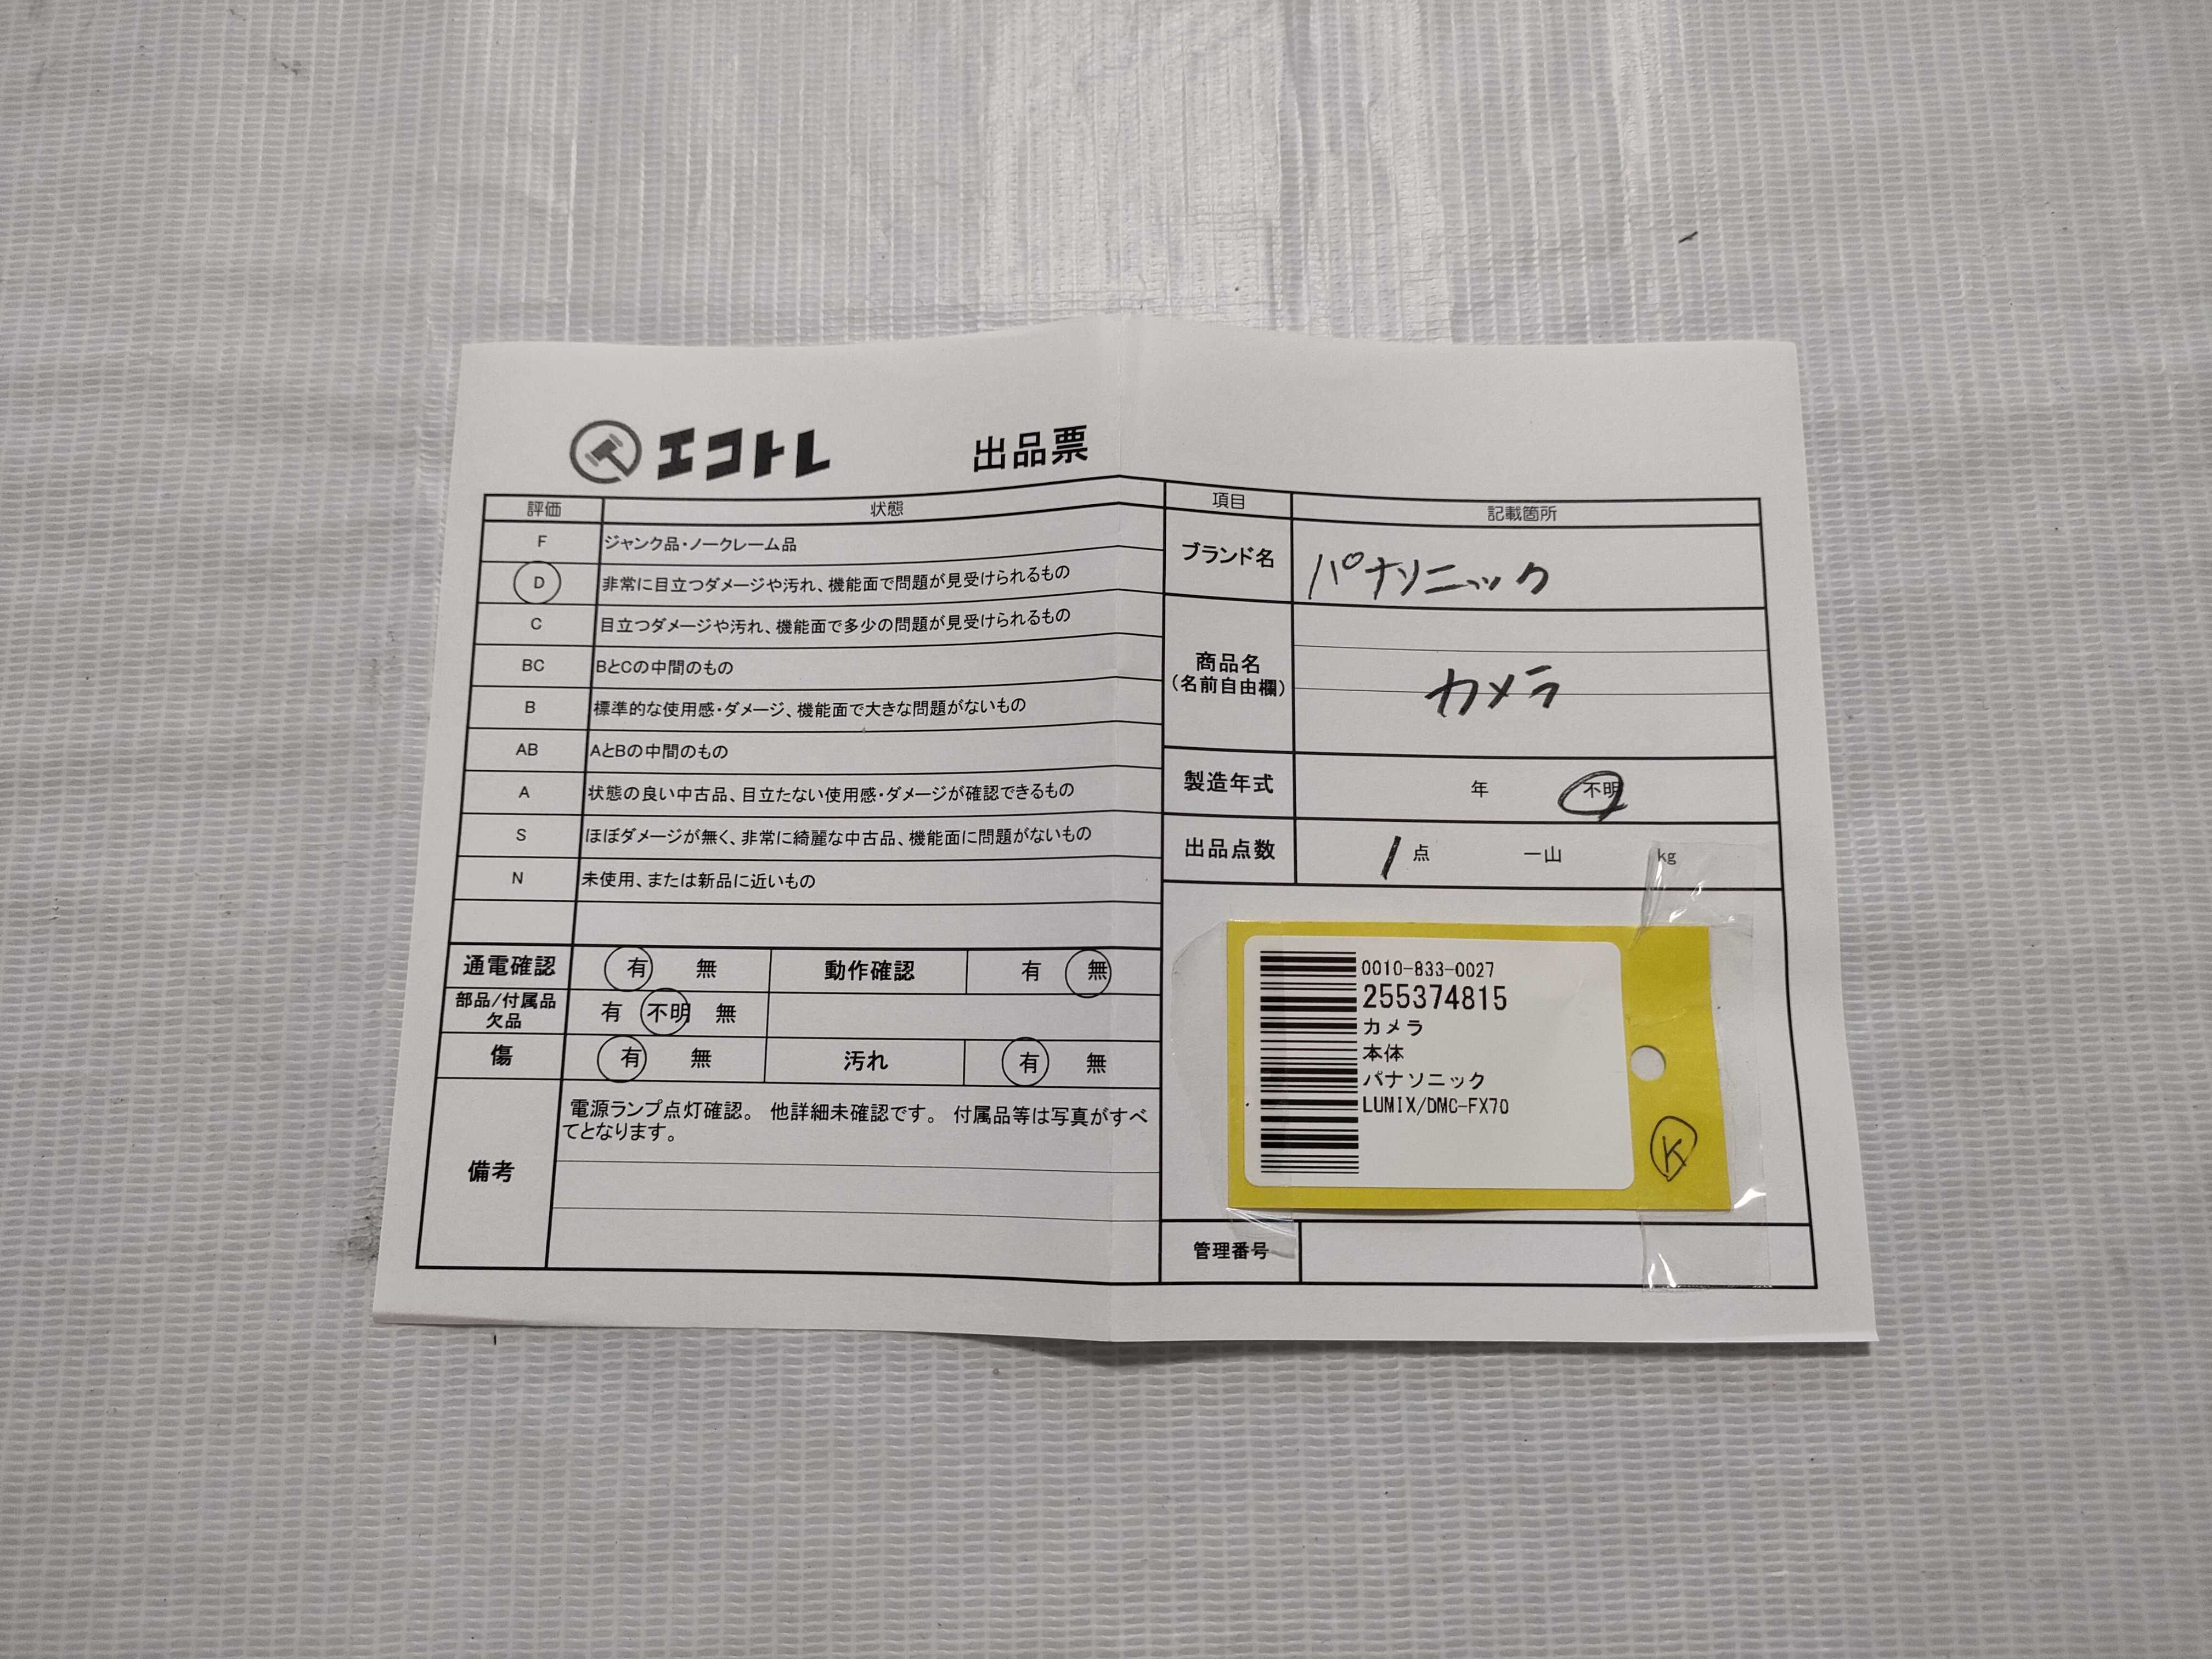 エコトレ 出品票
評価 状態
F ジャンク品・ノークレーム品
D 非常に目立つダメージや汚れ、機能面で問題が見受けられるもの
C 目立つダメージや汚れ、機能面で多少の問題が見受けられるもの
BC BとCの中間のもの
B 標準的な使用感・ダメージ、機能面で大きな問題がないもの
AB AとBの中間のもの
A 状態の良い中古品、目立たない使用感・ダメージが確認できるもの
S ほぼダメージが無く、非常に綺麗な中古品、機能面に問題がないもの
N 未使用、または新品に近いもの
通電確認 有 無 動作確認 有 無
部品/付属品
欠品 有 不明 無
傷 有 無 汚れ 有 無
備考
電源ランプ点灯確認。 他詳細未確認です。 付属品等は写真がすべ
てとなります。
項目 記載箇所
ブランド名 パナソニック
商品名
(名前自由欄)
カメラ
製造年式 年 不明
出品点数 1 点 一山 kg
0010-833-0027
255374815
カメラ
本体
パナソニック
LUMIX/DMC-FX70
K
管理番号